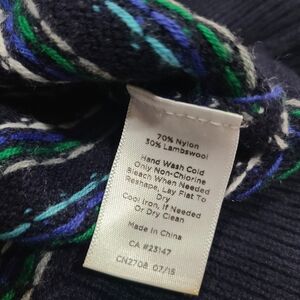 70% Nylon
30% Lambswool
Hand Wash Cold
Only Non-Chlorine
Bleach When Needed
Reshape, Lay Flat To
Dry
Cool Iron, If Needed
Or Dry Clean
Made In China
CA #23147
CN2708 07/15